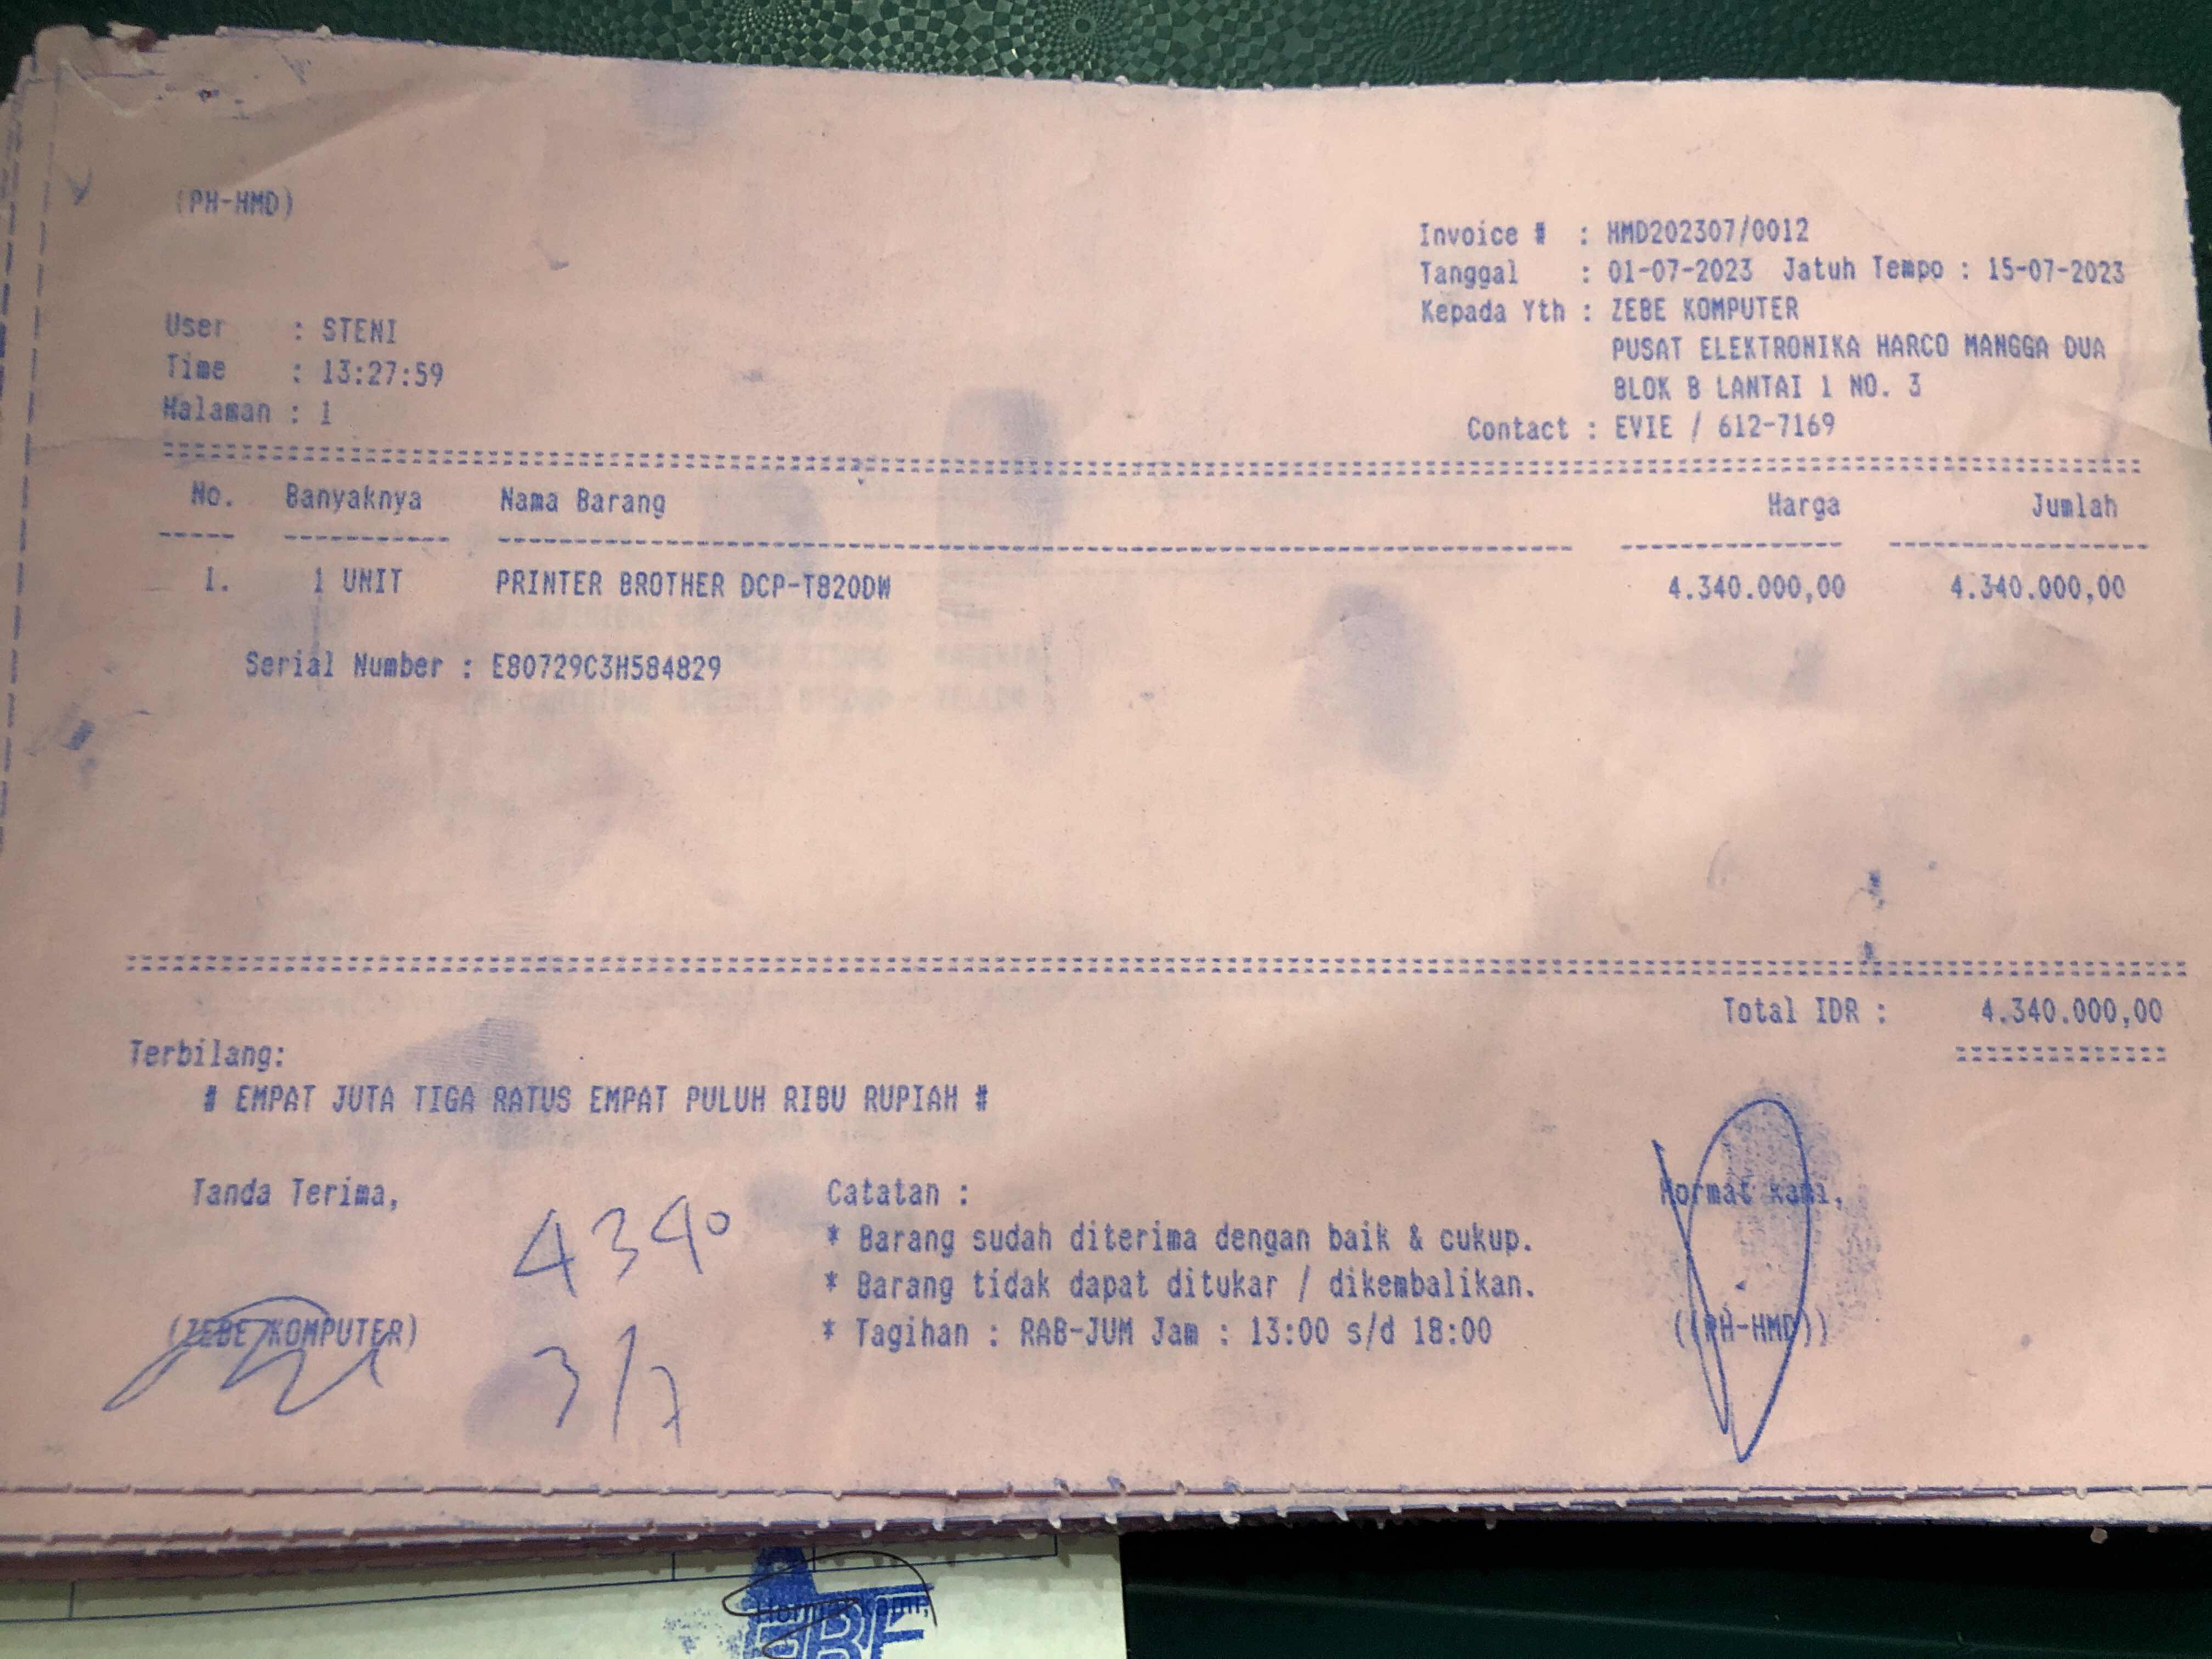 (PH-HMD)
Invoice # : HMD202307/0012
Tanggal : 01-07-2023 Jatuh Tempo : 15-07-2023
Kepada Yth : ZEBE KOMPUTER
PUSAT ELEKTRONIKA HARCO MANGGA DUA
BLOK B LANTAI 1 NO. 3
Contact : EVIE / 612-7169
User : STENI
Time : 13:27:59
Halaman : 1
No. Banyaknya Nama Barang Harga Jumlah
1. 1 UNIT PRINTER BROTHER DCP-T820DW 4.340.000,00 4.340.000,00
Serial Number : E80729C3H584829
Total IDR : 4.340.000,00
Terbilang:
# EMPAT JUTA TIGA RATUS EMPAT PULUH RIBU RUPIAH #
Tanda Terima,
4340
3/7
(ZEBE KOMPUTER)
Catatan :
* Barang sudah diterima dengan baik & cukup.
* Barang tidak dapat ditukar / dikembalikan.
* Tagihan : RAB-JUM Jam : 13:00 s/d 18:00
Hormat kami,
((PH-HMD))
Hormat kami,